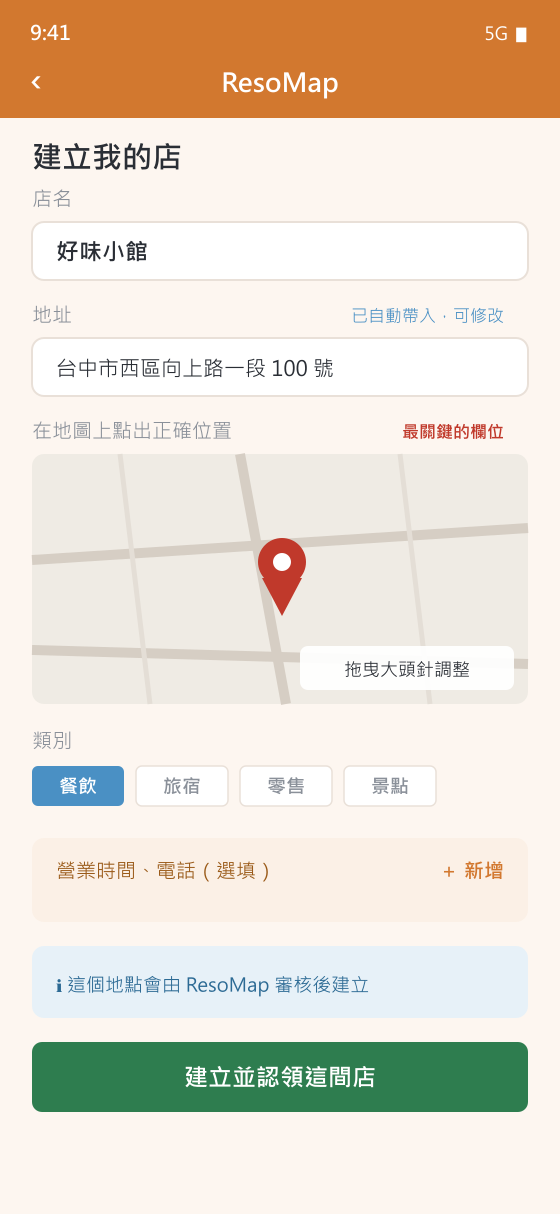 9:41
5G
‹ ResoMap
建立我的店
店名
好味小館
地址 已自動帶入．可修改
台中市西區向上路一段 100 號
在地圖上點出正確位置 最關鍵的欄位
拖曳大頭針調整
類別
餐飲 旅宿 零售 景點
營業時間、電話（選填） ＋ 新增
ℹ 這個地點會由 ResoMap 審核後建立
建立並認領這間店